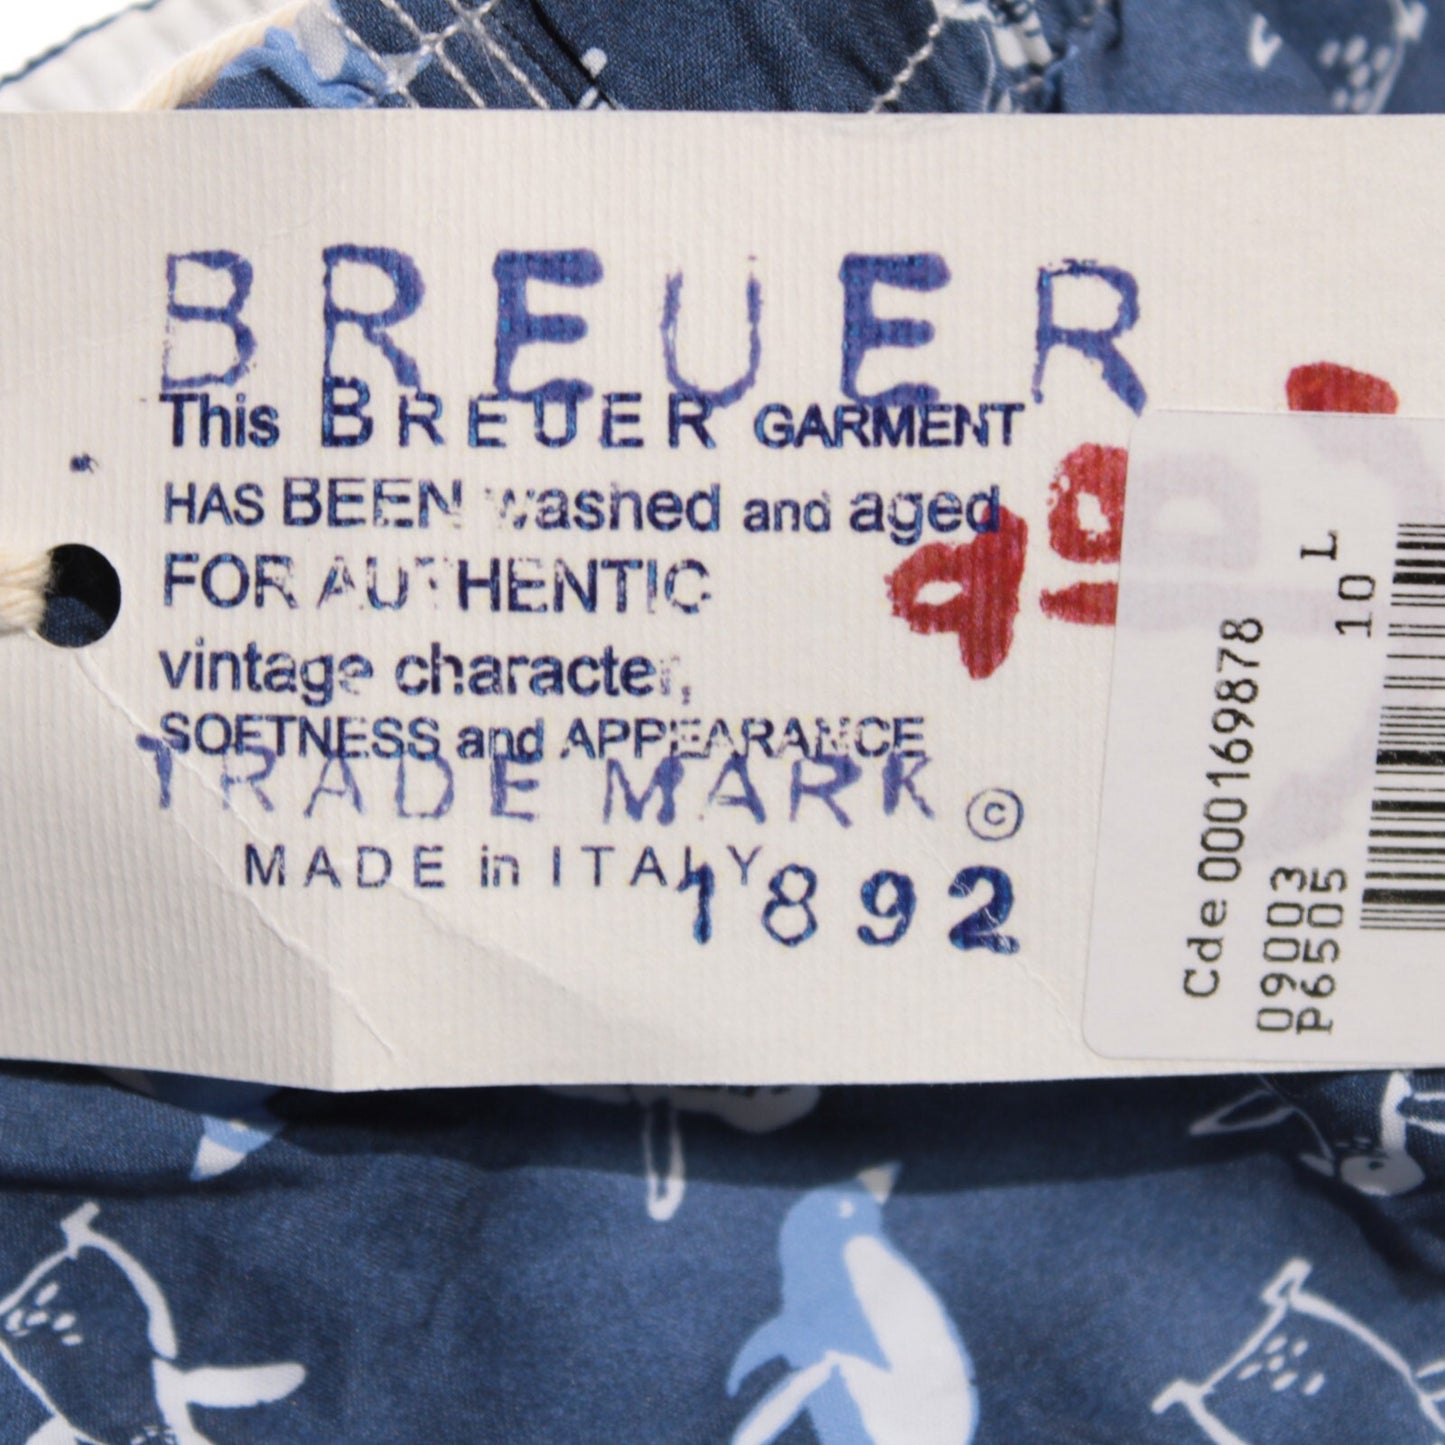 BREUER
This BREUER GARMENT
HAS BEEN washed and aged
FOR AUTHENTIC
vintage character,
SOFTNESS and APPEARANCE
TRADE MARK ©
MADE in ITALY
1892
Cde 000169878
09003
P6505
L
10